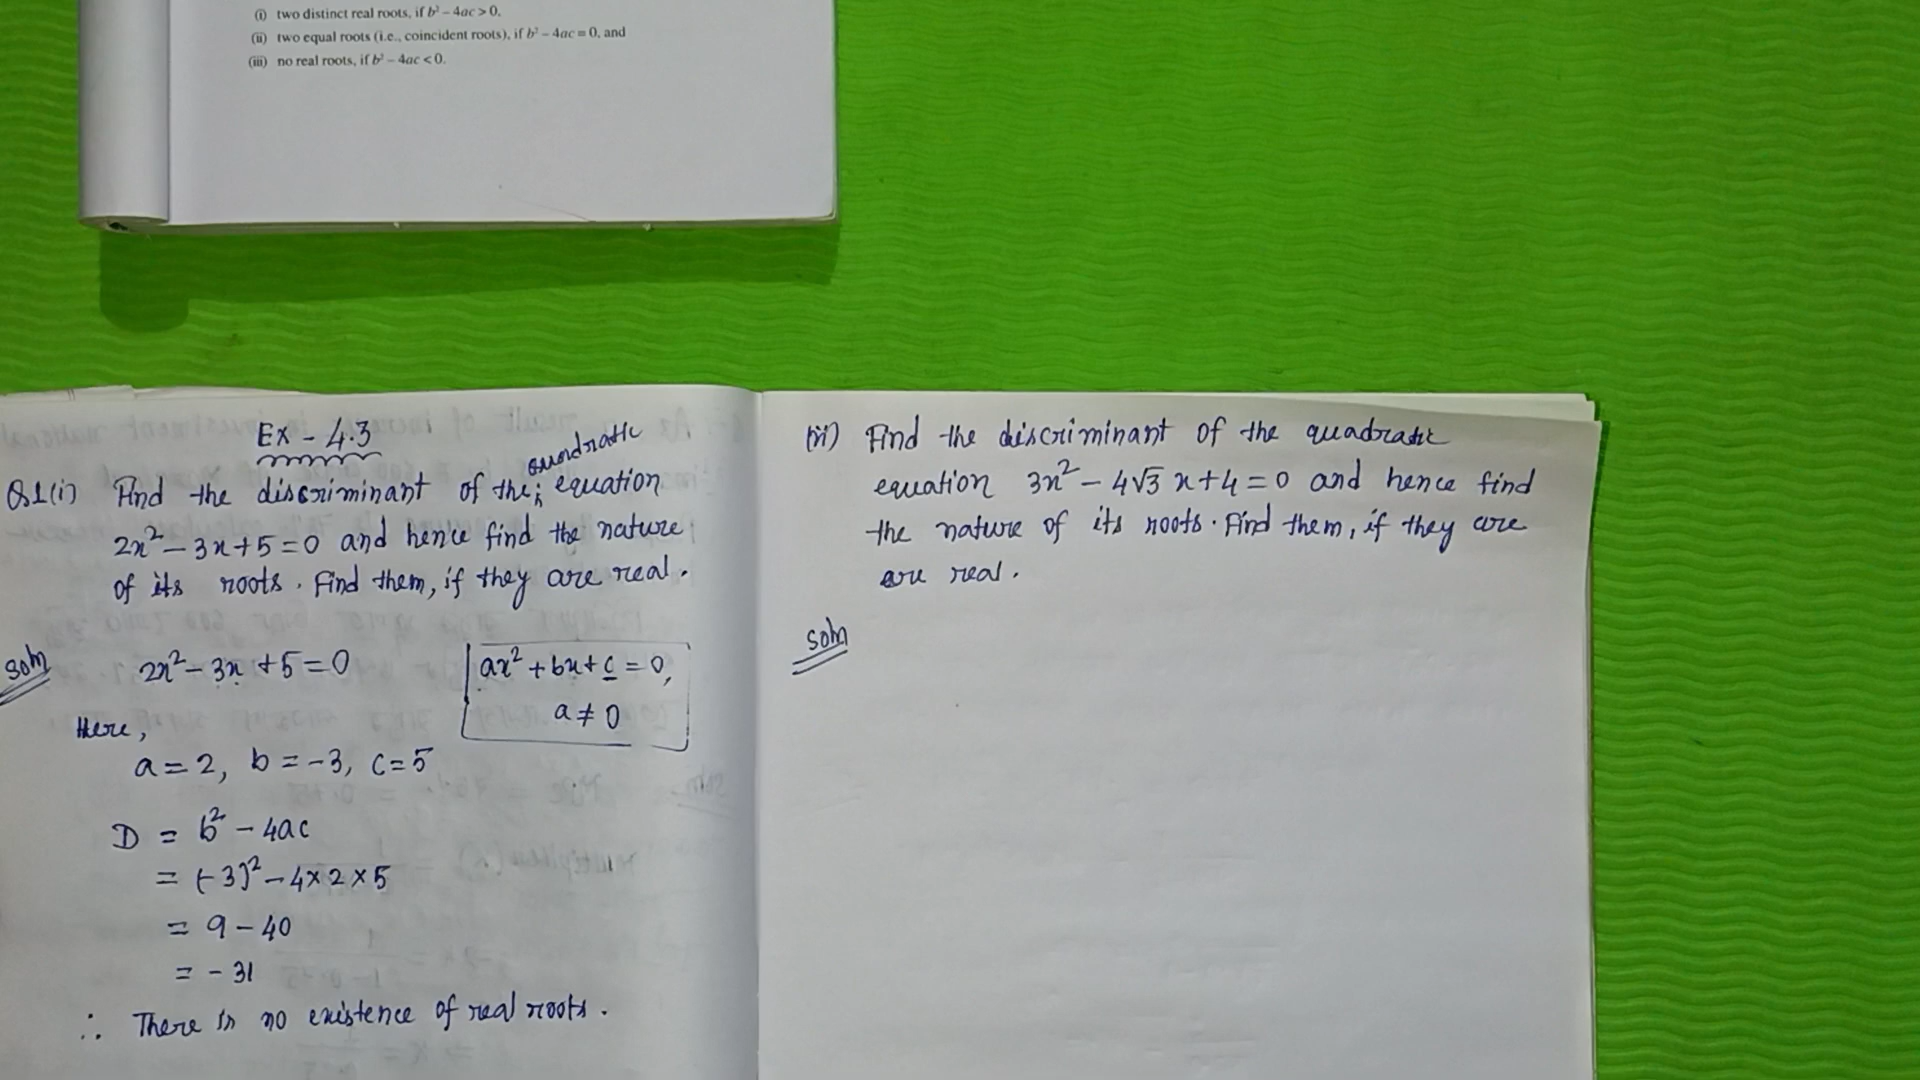 (i) two distinct real roots, if b² – 4ac > 0,
(ii) two equal roots (i.e., coincident roots), if b² – 4ac = 0, and
(iii) no real roots, if b² – 4ac < 0.
Ex – 4.3
quadratic
Q.1(i) Find the discriminant of the equation
2x² – 3x + 5 = 0 and hence find the nature
of its roots. Find them, if they are real.
Soln 2x² – 3x + 5 = 0
ax² + bx + c = 0,
a ≠ 0
Here,
a = 2, b = –3, c = 5
D = b² – 4ac
= (–3)² – 4×2×5
= 9 – 40
= – 31
∴ There is no existence of real roots.
Find the discriminant of the quadratic
equation 3x² – 4√3 x + 4 = 0 and hence find
the nature of its roots. Find them, if they are
are real.
Soln